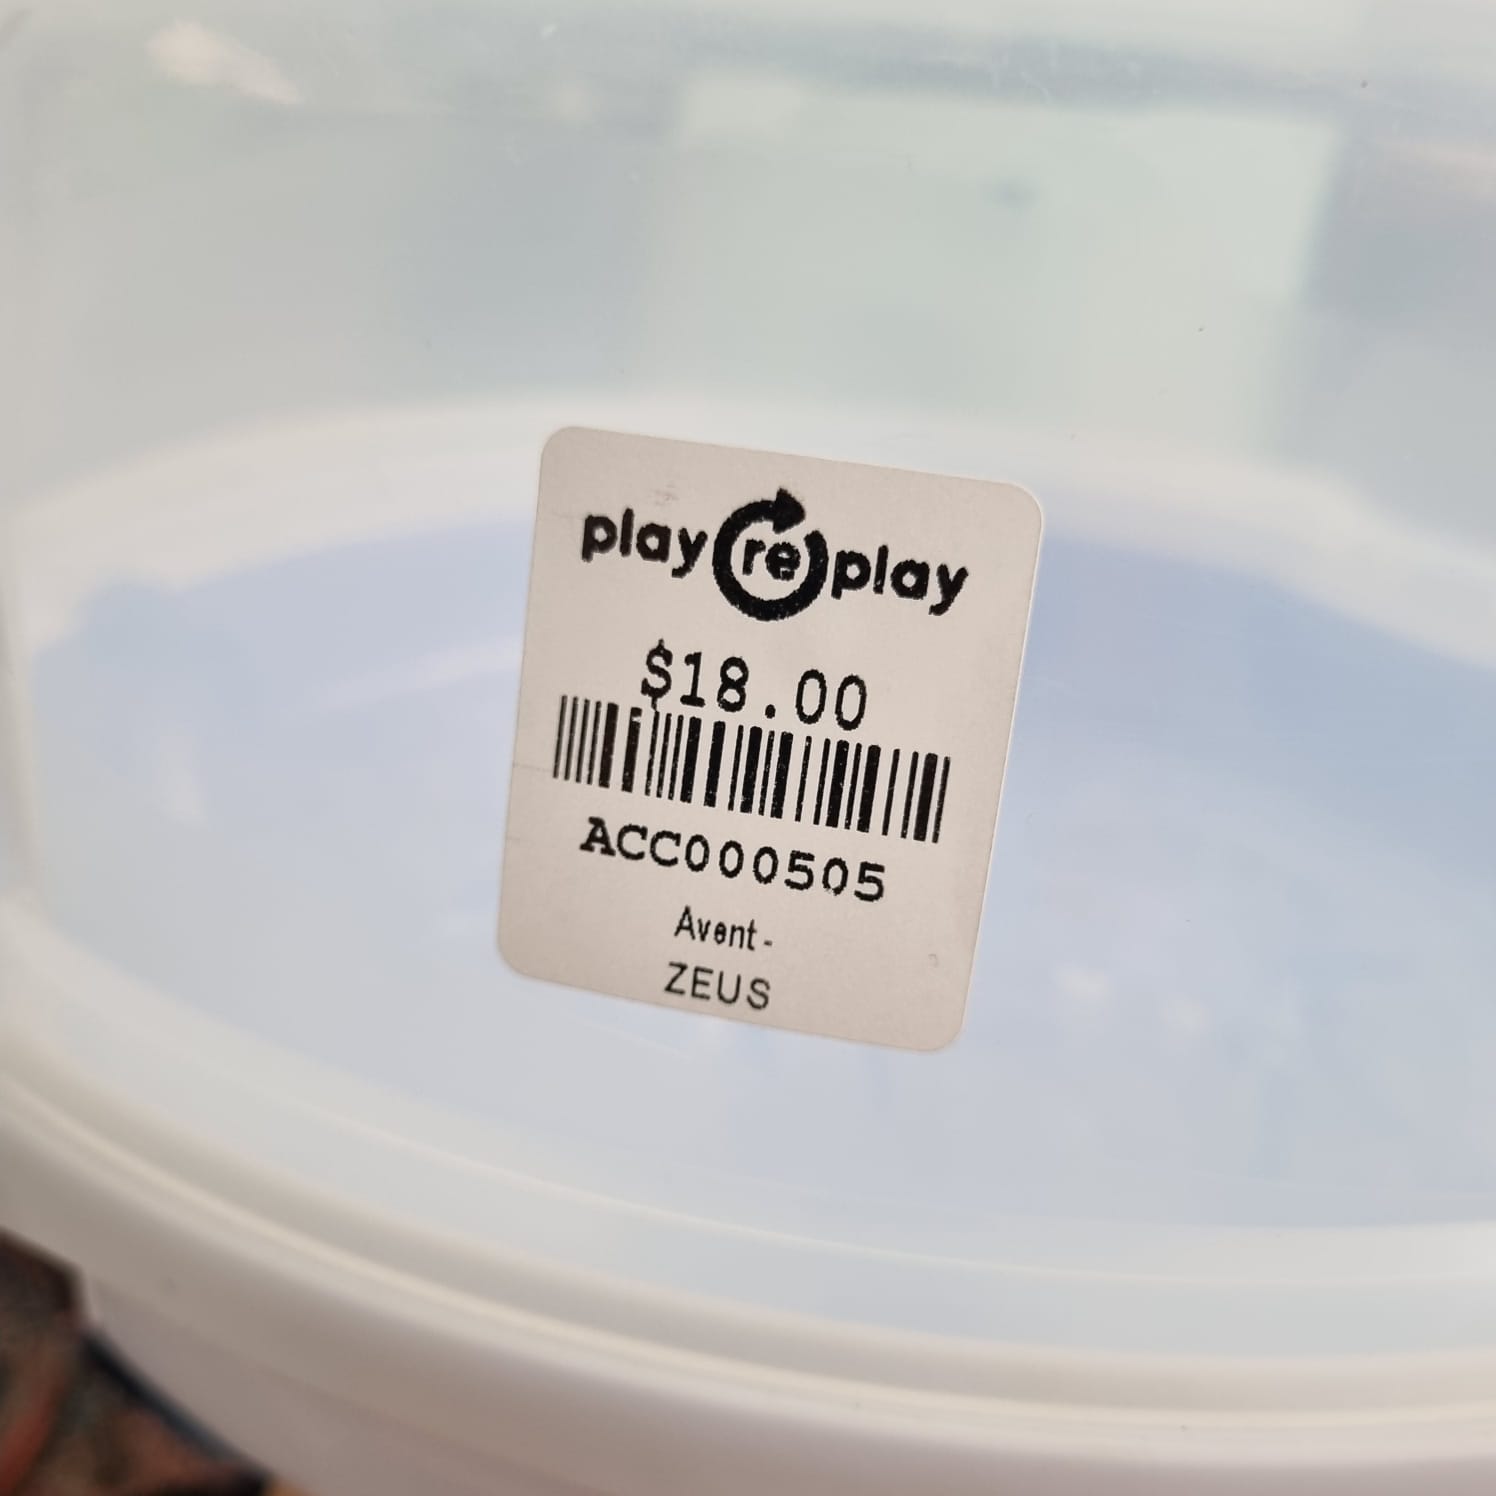 play re play
$18.00
ACC000505
Avent-
ZEUS